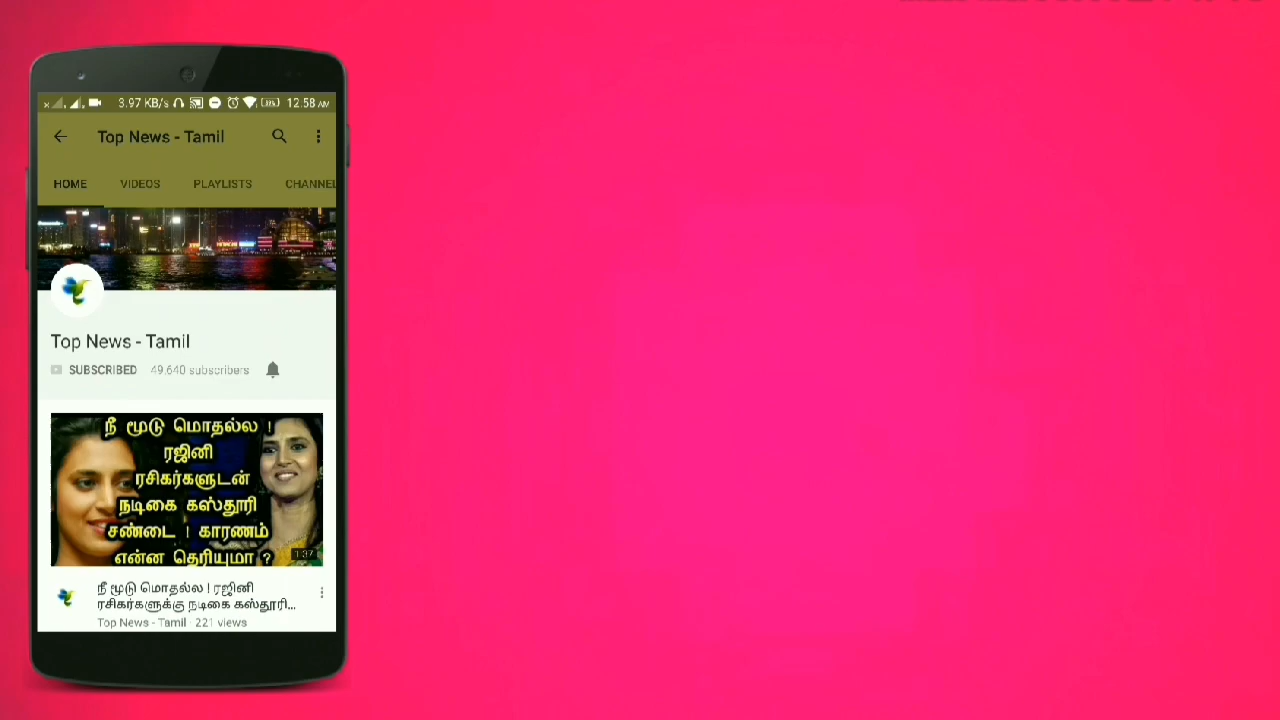 3.97 KB/s 12:58 AM
Top News - Tamil
HOME VIDEOS PLAYLISTS CHANNEL
Top News - Tamil
SUBSCRIBED 49,640 subscribers
நீ மூடு மொதல்ல !
ரஜினி
ரசிகர்களுடன்
நடிகை கஸ்தூரி
சண்டை ! காரணம்
என்ன தெரியுமா ?
1:37
நீ மூடு மொதல்ல ! ரஜினி
ரசிகர்களுக்கு நடிகை கஸ்தூரி...
Top News - Tamil · 221 views